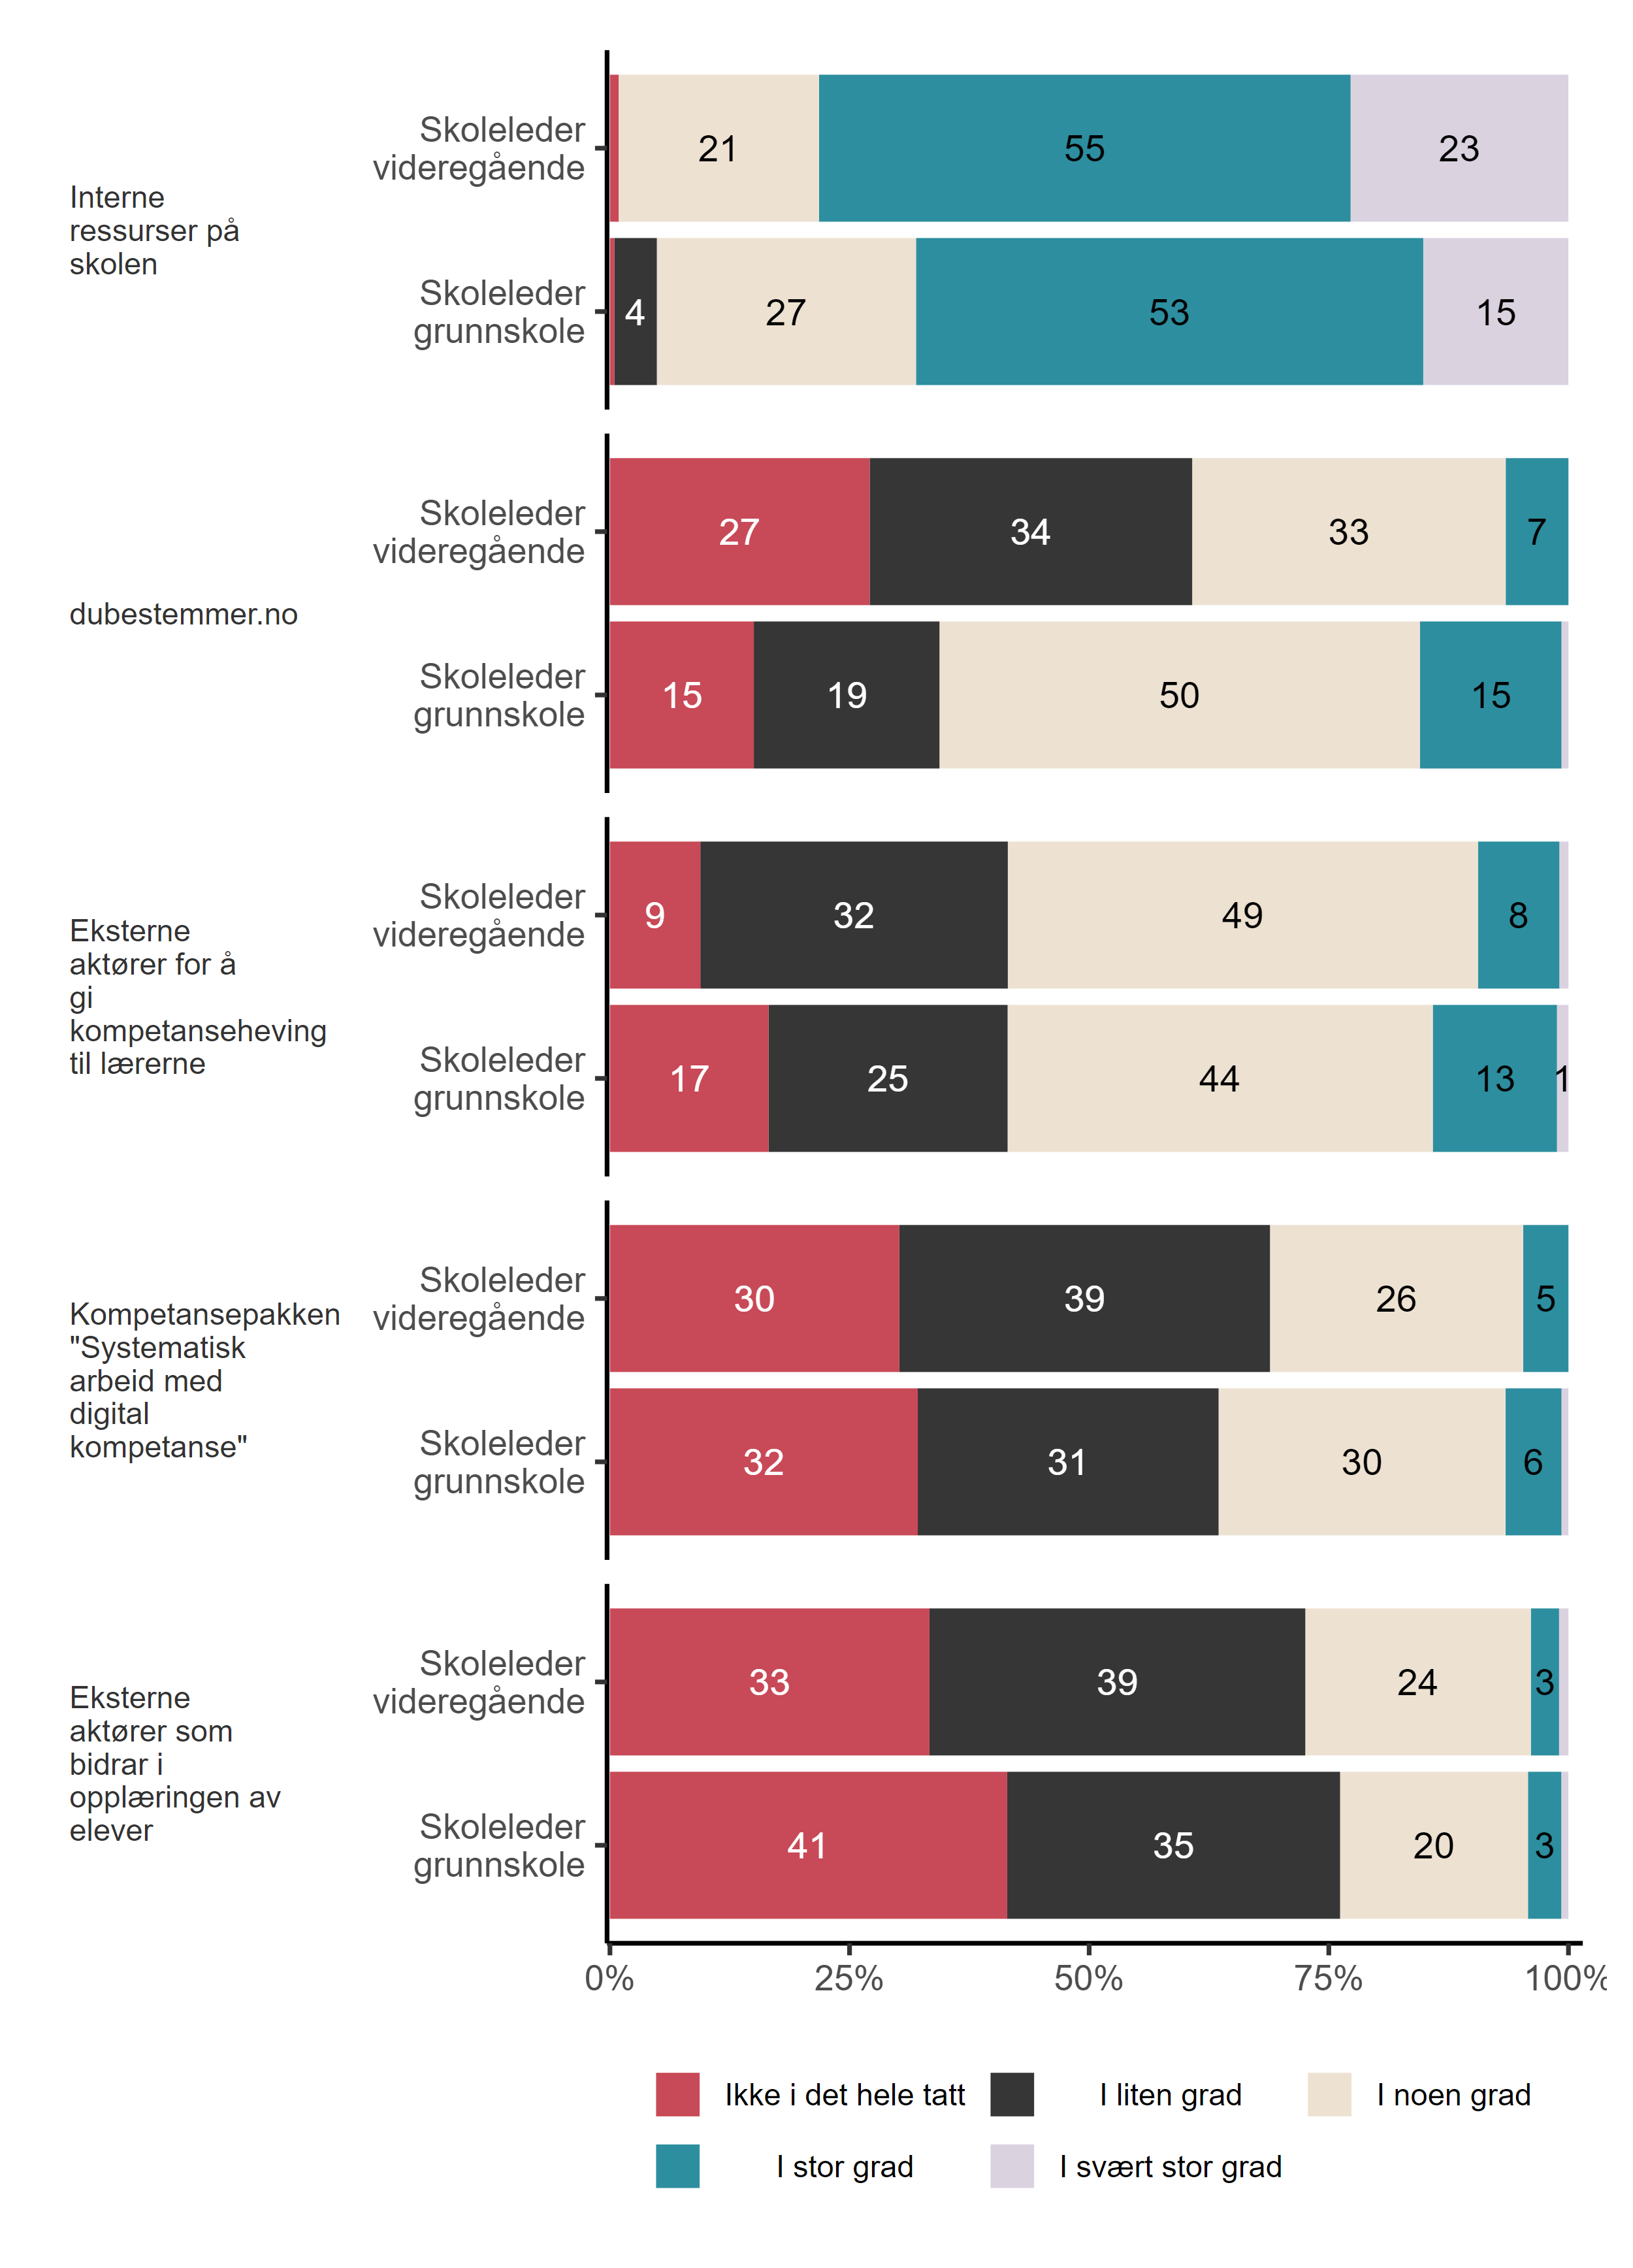 Interne
ressurser på
skolen
Skoleleder
videregående
21 55 23
Skoleleder
grunnskole
4 27 53 15
dubestemmer.no
Skoleleder
videregående
27 34 33 7
Skoleleder
grunnskole
15 19 50 15
Eksterne
aktører for å
gi
kompetanseheving
til lærerne
Skoleleder
videregående
9 32 49 8
Skoleleder
grunnskole
17 25 44 13 1
Kompetansepakken
"Systematisk
arbeid med
digital
kompetanse"
Skoleleder
videregående
30 39 26 5
Skoleleder
grunnskole
32 31 30 6
Eksterne
aktører som
bidrar i
opplæringen av
elever
Skoleleder
videregående
33 39 24 3
Skoleleder
grunnskole
41 35 20 3
0% 25% 50% 75% 100%
Ikke i det hele tatt I liten grad I noen grad
I stor grad I svært stor grad